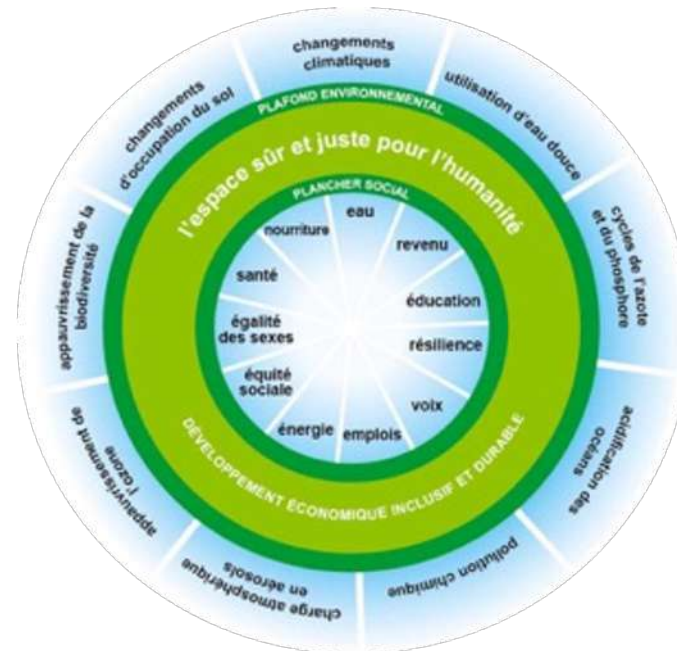 changements
climatiques
utilisation d'eau douce
cycles de l'azote
et du phosphore
acidification des
océans
pollution chimique
charge atmosphérique
en aérosols
appauvrissement de
l'ozone
appauvrissement de la
biodiversité
changements
d'occupation du sol
PLAFOND ENVIRONNEMENTAL
l'espace sûr et juste pour l'humanité
PLANCHER SOCIAL
eau
revenu
éducation
résilience
voix
emplois
énergie
équité
sociale
égalité
des sexes
santé
nourriture
DÉVELOPPEMENT ÉCONOMIQUE INCLUSIF ET DURABLE